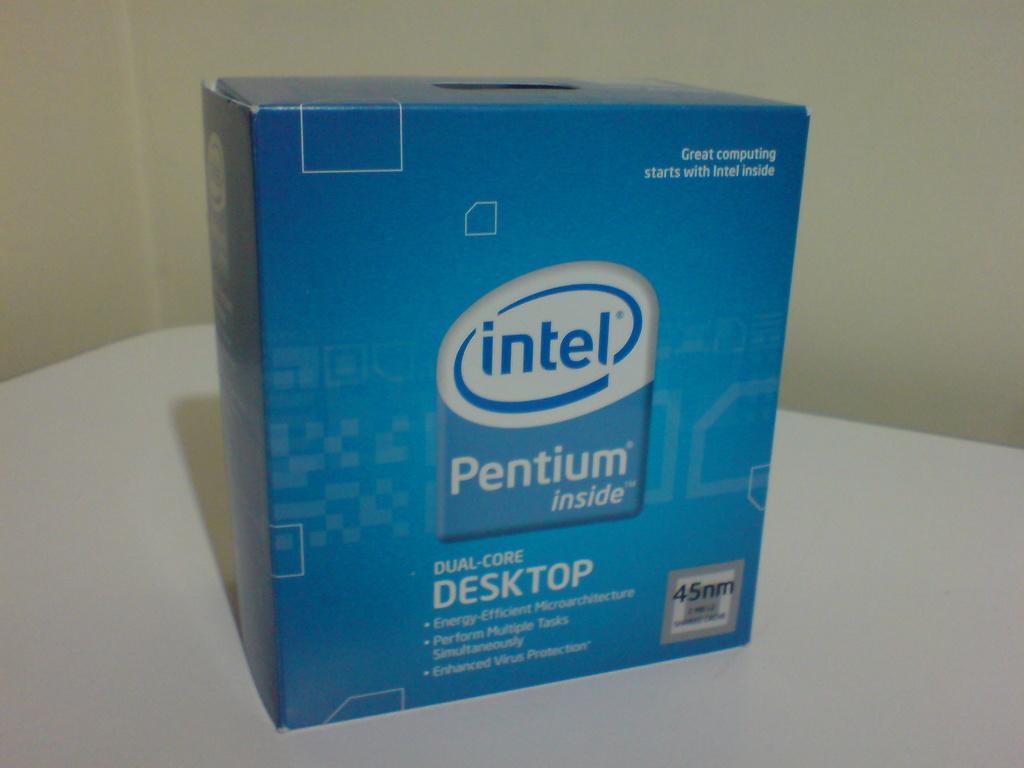 Great computing
starts with Intel inside
intel®
Pentium®
inside™
DUAL-CORE
DESKTOP
• Energy-Efficient Microarchitecture
• Perform Multiple Tasks
Simultaneously
• Enhanced Virus Protection*
45nm